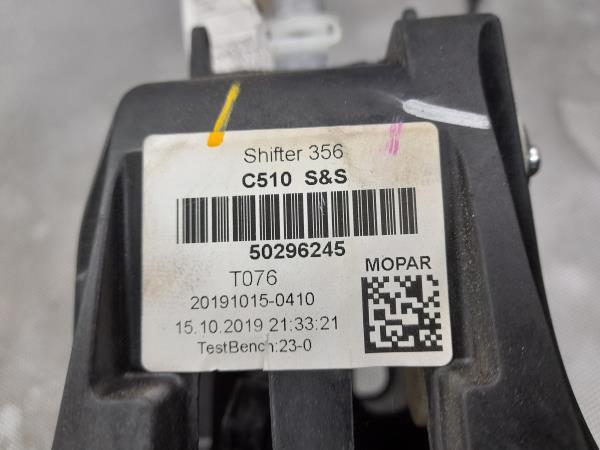 Shifter 356
C510 S&S
50296245
T076
MOPAR
20191015-0410
15.10.2019 21:33:21
TestBench:23-0